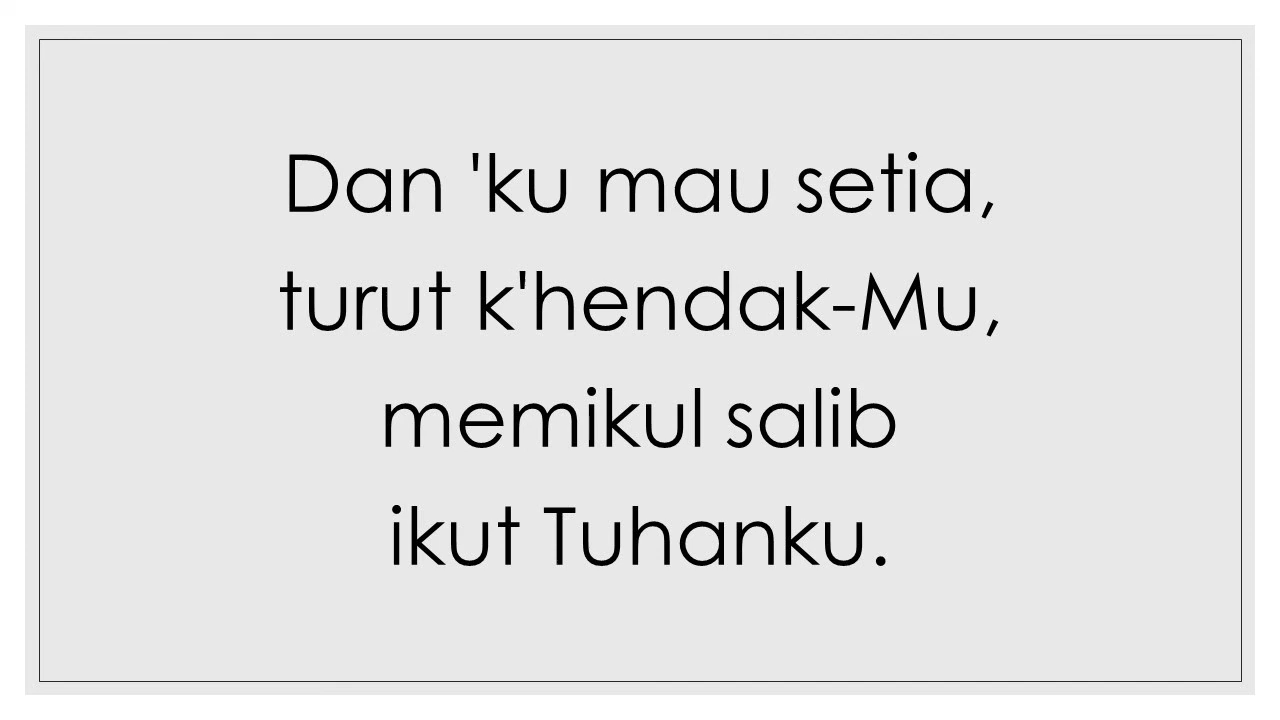 Dan 'ku mau setia,
turut k'hendak-Mu,
memikul salib
ikut Tuhanku.